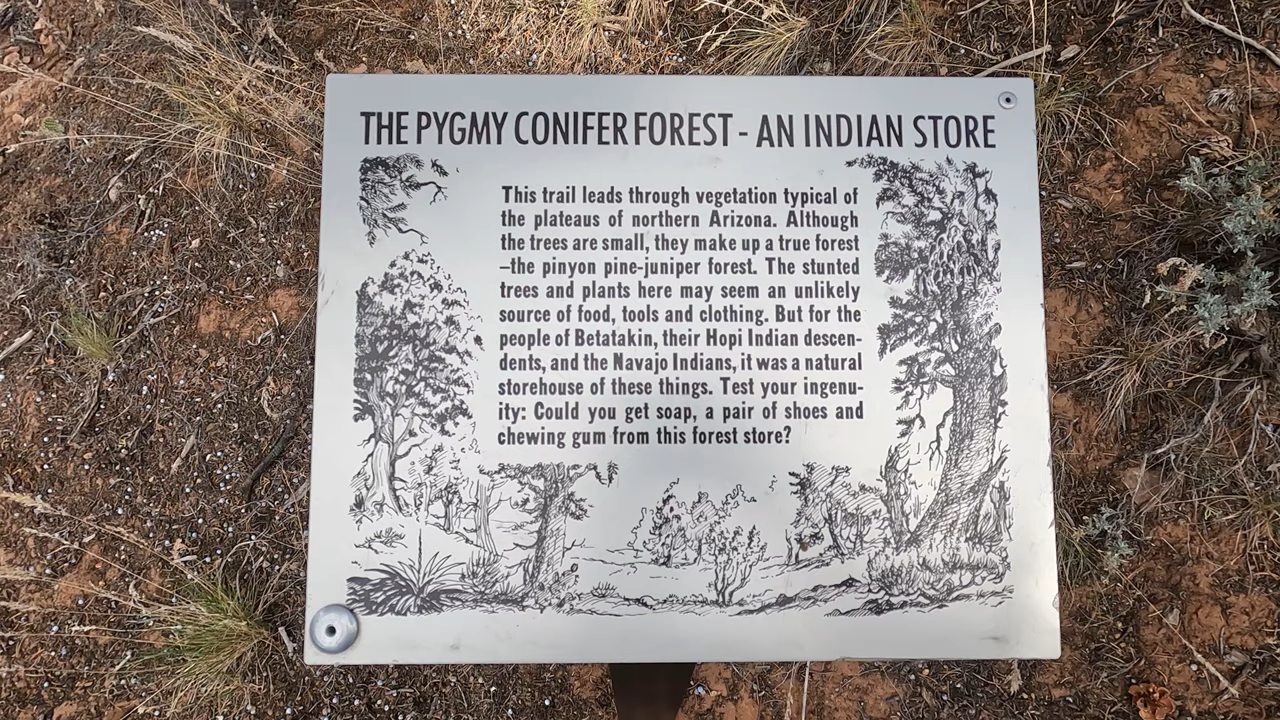 THE PYGMY CONIFER FOREST - AN INDIAN STORE
This trail leads through vegetation typical of
the plateaus of northern Arizona. Although
the trees are small, they make up a true forest
–the pinyon pine-juniper forest. The stunted
trees and plants here may seem an unlikely
source of food, tools and clothing. But for the
people of Betatakin, their Hopi Indian descen-
dents, and the Navajo Indians, it was a natural
storehouse of these things. Test your ingenu-
ity: Could you get soap, a pair of shoes and
chewing gum from this forest store?